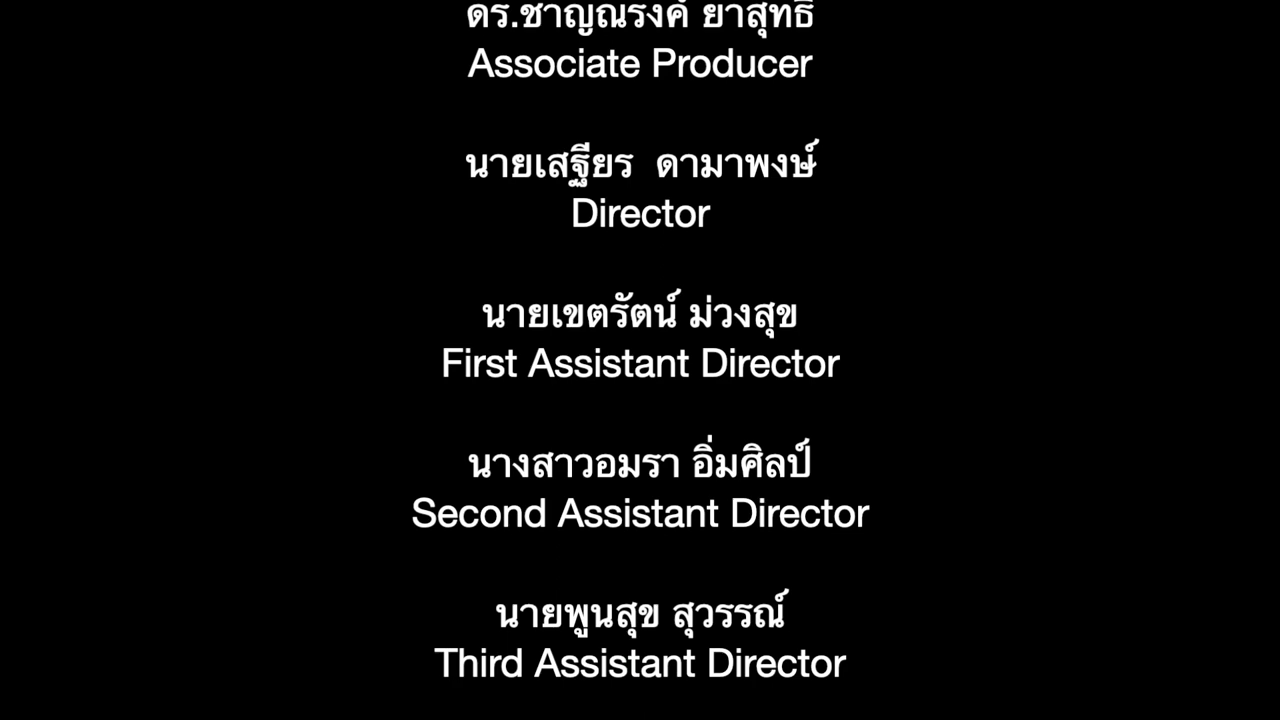 ดร.ชาญณรงค์ ยาสุทธิ
Associate Producer
นายเสฐียร ดามาพงษ์
Director
นายเขตรัตน์ ม่วงสุข
First Assistant Director
นางสาวอมรา อิ่มศิลป์
Second Assistant Director
นายพูนสุข สุวรรณ์
Third Assistant Director